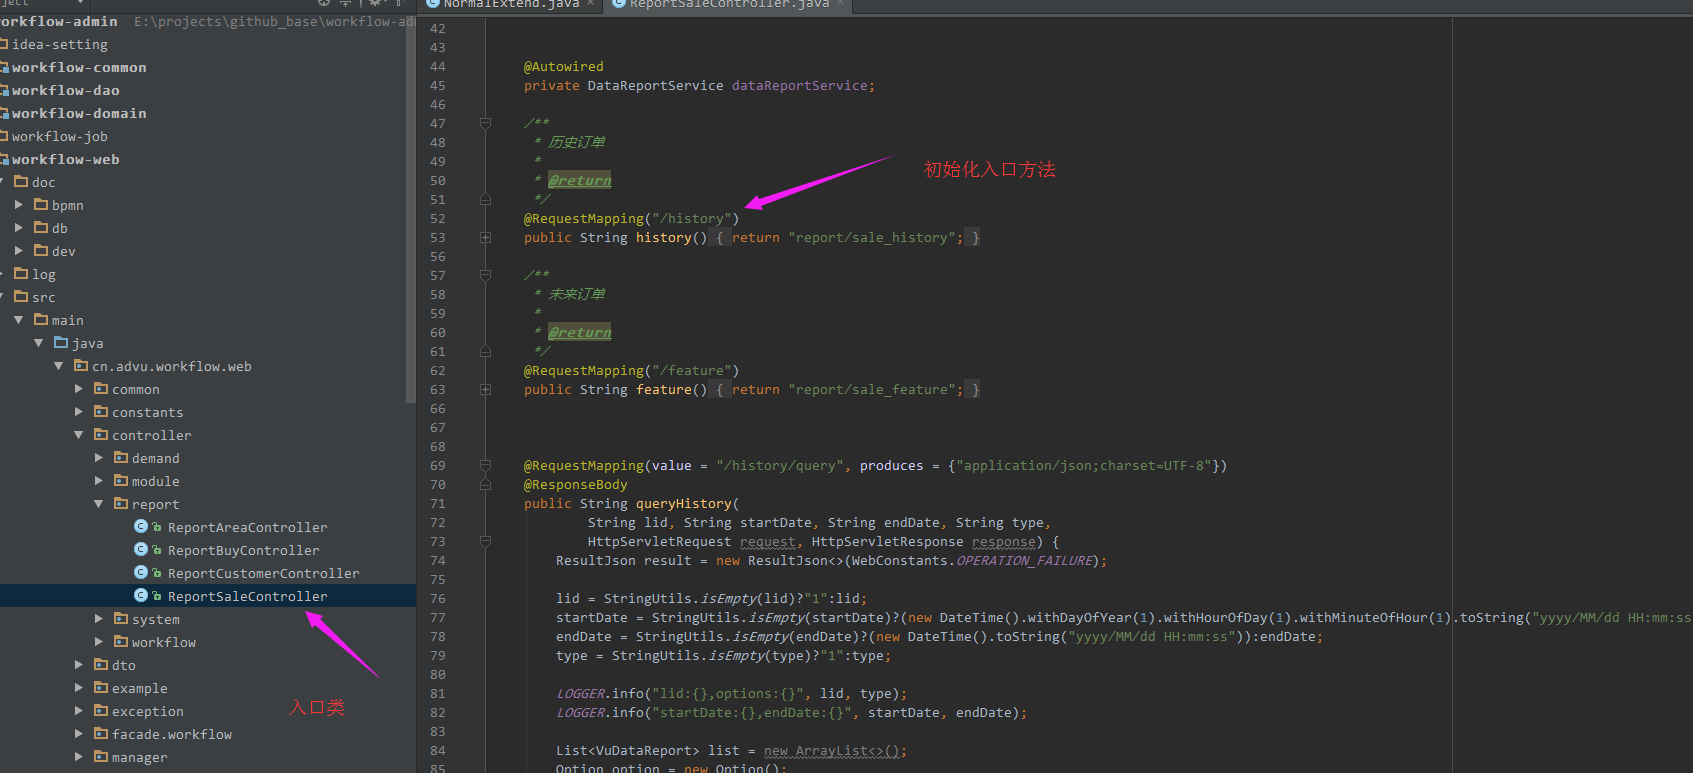 orkflow-admin E:\projects\github_base\workflow-ad
idea-setting
workflow-common
workflow-dao
workflow-domain
workflow-job
workflow-web
doc
bpmn
db
dev
log
src
main
java
cn.advu.workflow.web
common
constants
controller
demand
module
report
ReportAreaController
ReportBuyController
ReportCustomerController
ReportSaleController
system
workflow
dto
example
exception
facade.workflow
manager
入口类
NormalExtend.java × ReportSaleController.java ×
42
43
44 @Autowired
45 private DataReportService dataReportService;
46
47 /**
48 * 历史订单
49 *
50 * @return
51 */
52 @RequestMapping("/history")
53 public String history() { return "report/sale_history"; }
56
57 /**
58 * 未来订单
59 *
60 * @return
61 */
62 @RequestMapping("/feature")
63 public String feature() { return "report/sale_feature"; }
66
67
68
69 @RequestMapping(value = "/history/query", produces = {"application/json;charset=UTF-8"})
70 @ResponseBody
71 public String queryHistory(
72 String lid, String startDate, String endDate, String type,
73 HttpServletRequest request, HttpServletResponse response) {
74 ResultJson result = new ResultJson<>(WebConstants.OPERATION_FAILURE);
75
76 lid = StringUtils.isEmpty(lid)?"1":lid;
77 startDate = StringUtils.isEmpty(startDate)?(new DateTime().withDayOfYear(1).withHourOfDay(1).withMinuteOfHour(1).toString("yyyy/MM/dd HH:mm:ss
78 endDate = StringUtils.isEmpty(endDate)?(new DateTime().toString("yyyy/MM/dd HH:mm:ss")):endDate;
79 type = StringUtils.isEmpty(type)?"1":type;
80
81 LOGGER.info("lid:{},options:{}", lid, type);
82 LOGGER.info("startDate:{},endDate:{}", startDate, endDate);
83
84 List<VuDataReport> list = new ArrayList<>();
85 Option option = new Option();
初始化入口方法